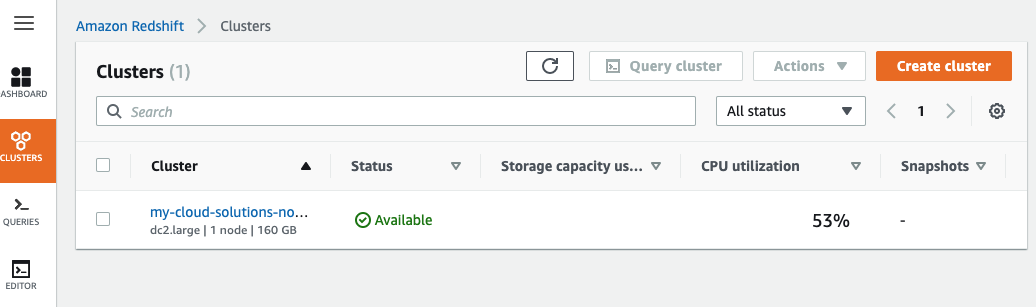 Amazon Redshift > Clusters
Clusters (1)
Query cluster
Actions
Create cluster
Search
All status
1
Cluster Status Storage capacity us... CPU utilization Snapshots
my-cloud-solutions-no... Available 53% -
dc2.large | 1 node | 160 GB
ASHBOARD
CLUSTERS
QUERIES
EDITOR